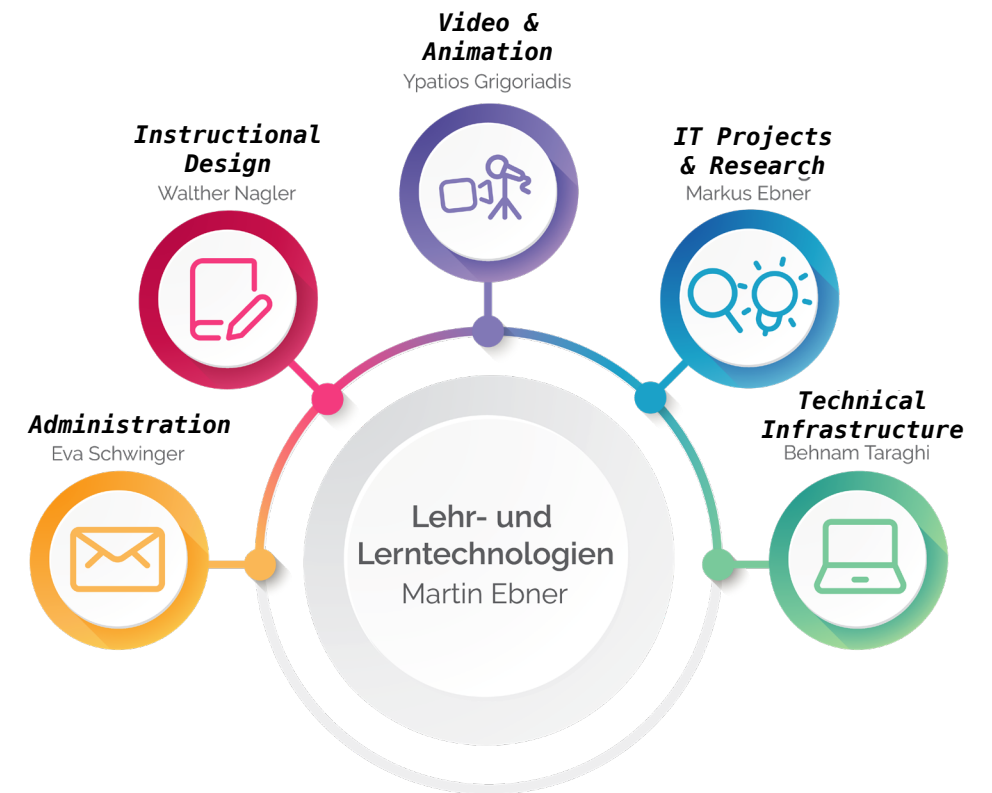 Video &
Animation
Ypatios Grigoriadis
Instructional
Design
Walther Nagler
IT Projects
& Research
Markus Ebner
Administration
Eva Schwinger
Technical
Infrastructure
Behnam Taraghi
Lehr- und
Lerntechnologien
Martin Ebner